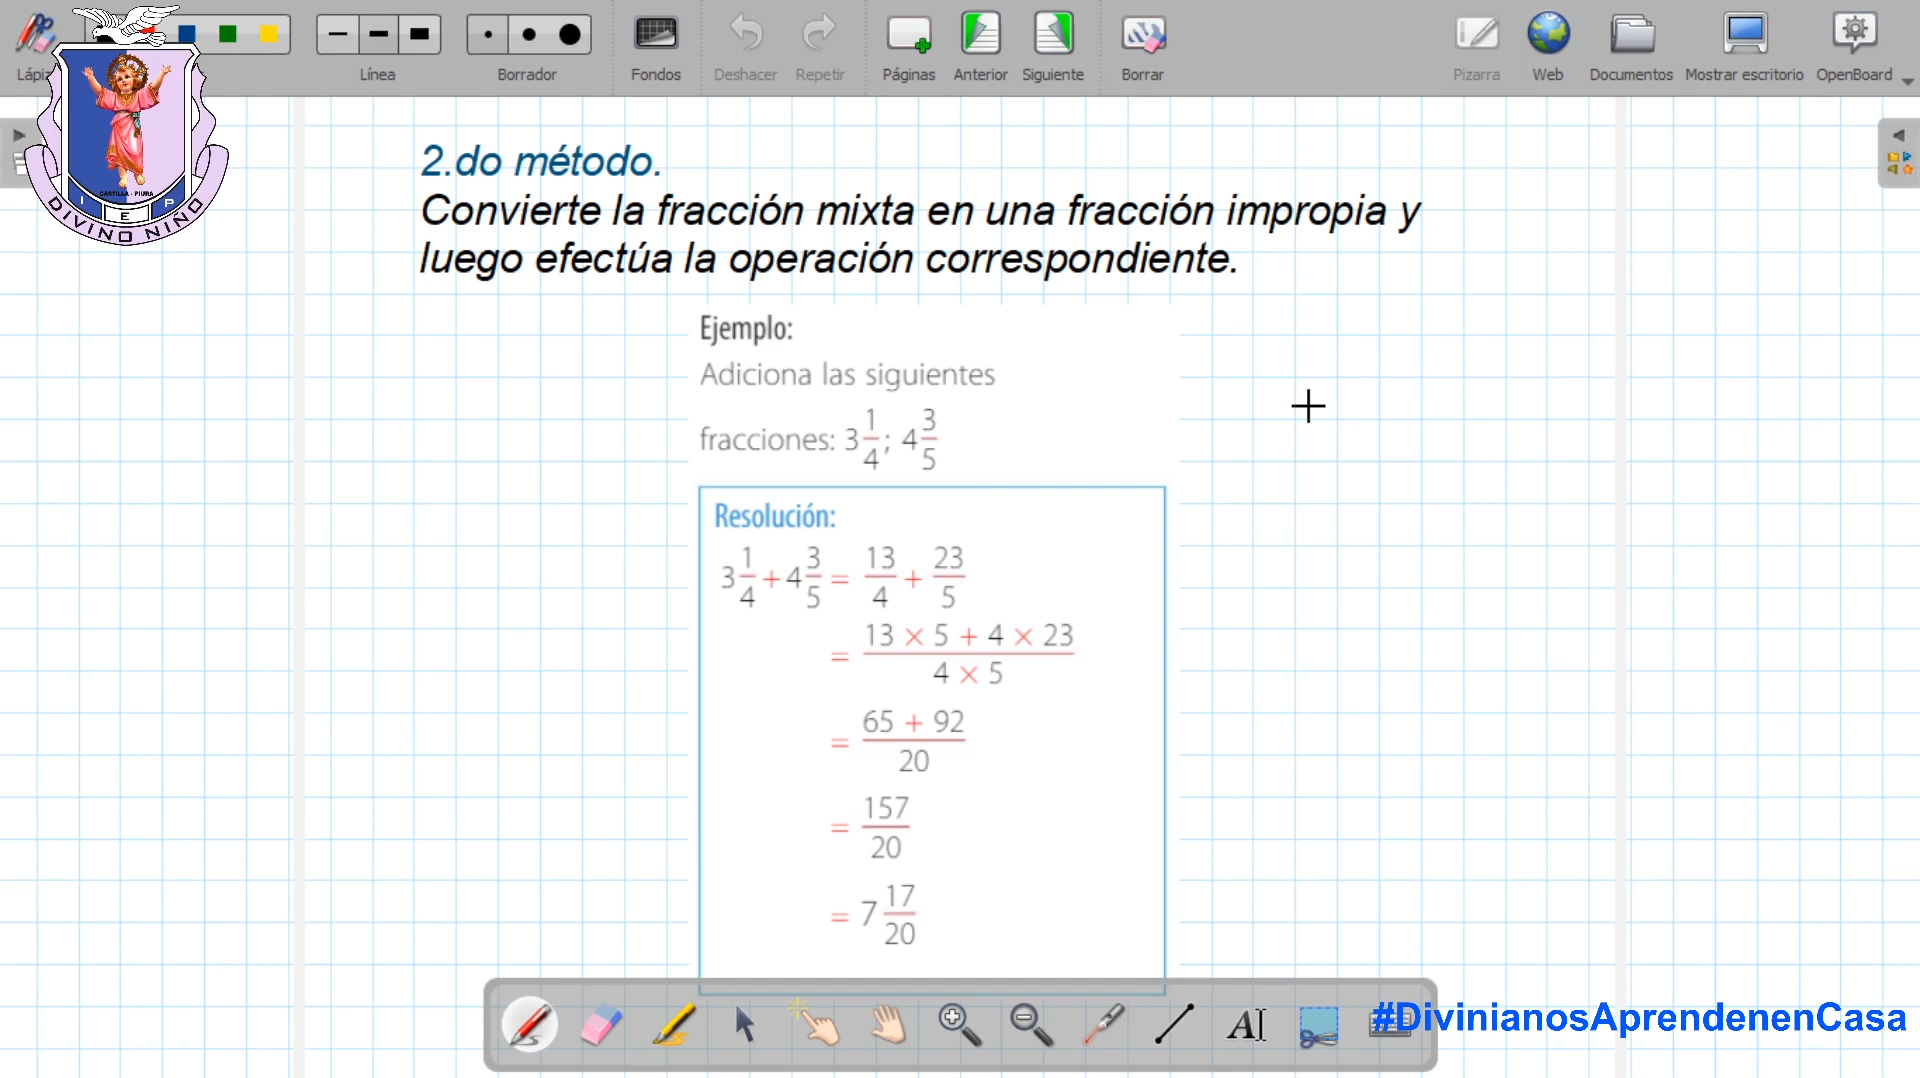 Línea
Borrador
Fondos
Deshacer
Repetir
Páginas
Anterior
Siguiente
Borrar
Pizarra
Web
Documentos
Mostrar escritorio
OpenBoard
CASTILLA - PIURA
I E P
DIVINO NIÑO
2.do método.
Convierte la fracción mixta en una fracción impropia y
luego efectúa la operación correspondiente.
Ejemplo:
Adiciona las siguientes
fracciones: 3 1/4; 4 3/5
Resolución:
3 1/4 + 4 3/5 = 13/4 + 23/5
= (13 × 5 + 4 × 23)/(4 × 5)
= (65 + 92)/20
= 157/20
= 7 17/20
#DivinianosAprendenenCasa